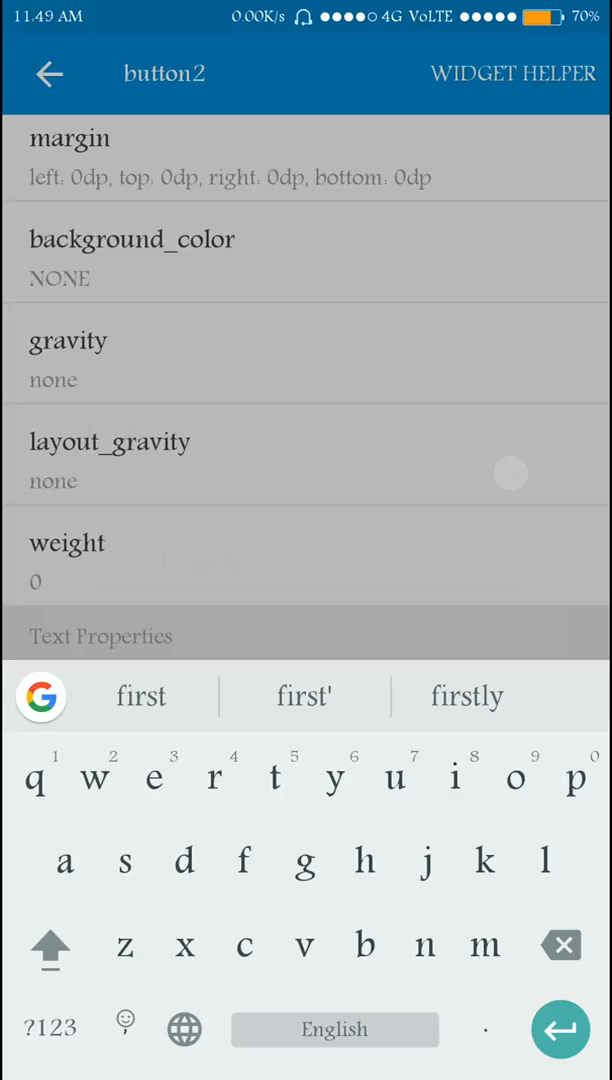 11.49 AM 0.00K/s 4G VoLTE 70%
button2 WIDGET HELPER
margin
left: 0dp, top: 0dp, right: 0dp, bottom: 0dp
background_color
NONE
gravity
none
layout_gravity
none
weight
0
Text Properties
G first first' firstly
1 2 3 4 5 6 7 8 9 0
q w e r t y u i o p
a s d f g h j k l
z x c v b n m
?123 English .